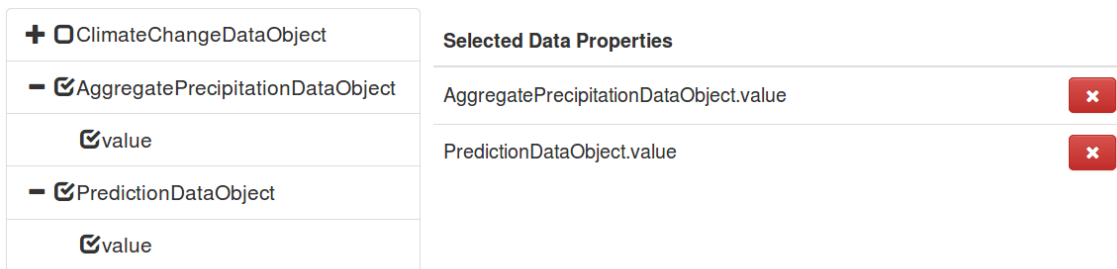 ClimateChangeDataObject
AggregatePrecipitationDataObject
value
PredictionDataObject
value
Selected Data Properties
AggregatePrecipitationDataObject.value
PredictionDataObject.value